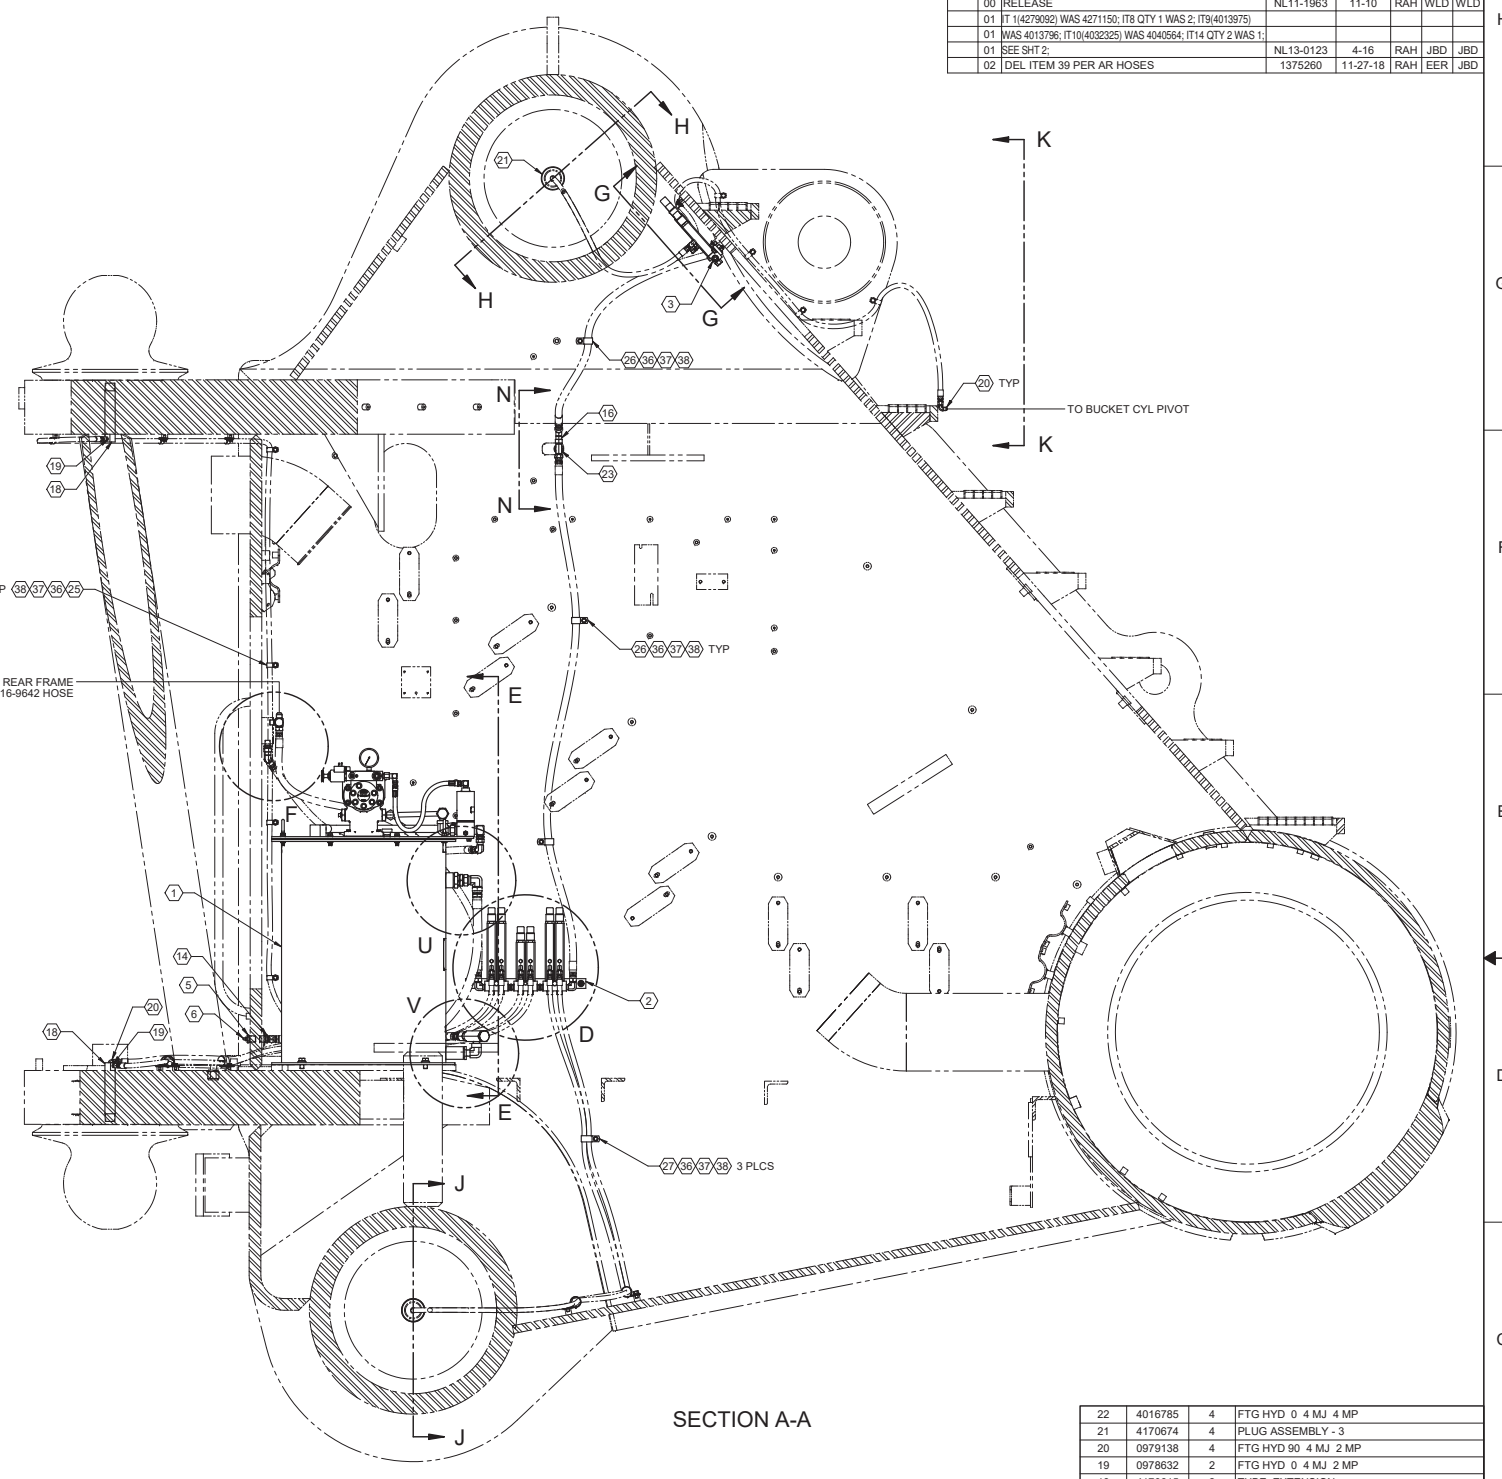 00 RELEASE NL11-1963 11-10 RAH WLD WLD
01 IT 1(4279092) WAS 4271150; IT8 QTY 1 WAS 2; IT9(4013975)
01 WAS 4013796; IT10(4032325) WAS 4040564; IT14 QTY 2 WAS 1;
01 SEE SHT 2; NL13-0123 4-16 RAH JBD JBD
02 DEL ITEM 39 PER AR HOSES 1375260 11-27-18 RAH EER JBD
H
K
21
G
H
3
G
26 36 37 38
N
20 TYP
16
TO BUCKET CYL PIVOT
K
19
23
18
N
38 37 36 25
26 36 37 38 TYP
REAR FRAME
16-9642 HOSE
E
F
1
U
14
5
20
V
2
6
18
19
D
E
D
E
27 36 37 38 3 PLCS
J
SECTION A-A
J
22 4016785 4 FTG HYD 0 4 MJ 4 MP
21 4170674 4 PLUG ASSEMBLY - 3
20 0979138 4 FTG HYD 90 4 MJ 2 MP
19 0978632 2 FTG HYD 0 4 MJ 2 MP